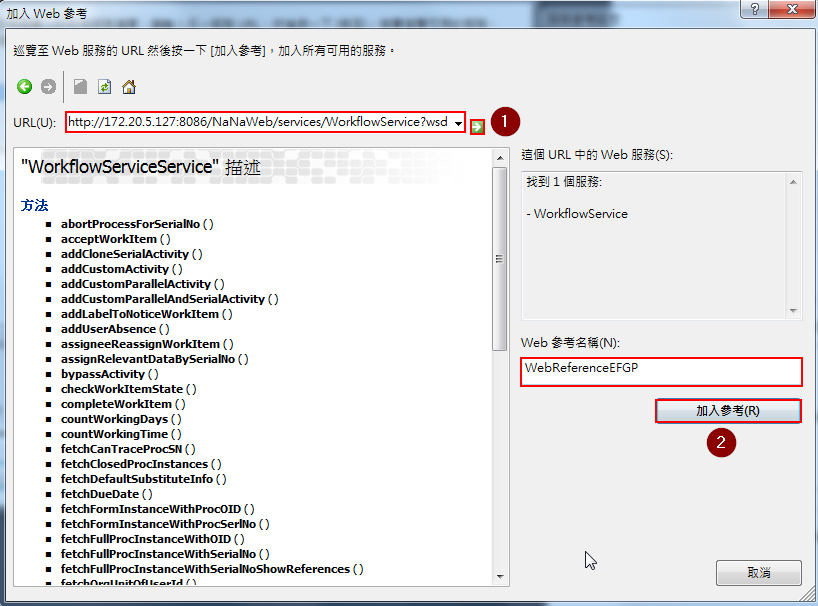 加入 Web 參考
?
巡覽至 Web 服務的 URL 然後按一下 [加入參考]，加入所有可用的服務。
URL(U):
http://172.20.5.127:8086/NaNaWeb/services/WorkflowService?wsd
1
"WorkflowServiceService" 描述
方法
abortProcessForSerialNo ( )
acceptWorkItem ( )
addCloneSerialActivity ( )
addCustomActivity ( )
addCustomParallelActivity ( )
addCustomParallelAndSerialActivity ( )
addLabelToNoticeWorkItem ( )
addUserAbsence ( )
assigneeReassignWorkItem ( )
assignRelevantDataBySerialNo ( )
bypassActivity ( )
checkWorkItemState ( )
completeWorkItem ( )
countWorkingDays ( )
countWorkingTime ( )
fetchCanTraceProcSN ( )
fetchClosedProcInstances ( )
fetchDefaultSubstituteInfo ( )
fetchDueDate ( )
fetchFormInstanceWithProcOID ( )
fetchFormInstanceWithProcSerlNo ( )
fetchFullProcInstanceWithOID ( )
fetchFullProcInstanceWithSerialNo ( )
fetchFullProcInstanceWithSerialNoShowReferences ( )
fetchOrgUnitOfUserId ( )
這個 URL 中的 Web 服務(S):
找到 1 個服務:
- WorkflowService
Web 參考名稱(N):
WebReferenceEFGP
加入參考(R)
2
取消